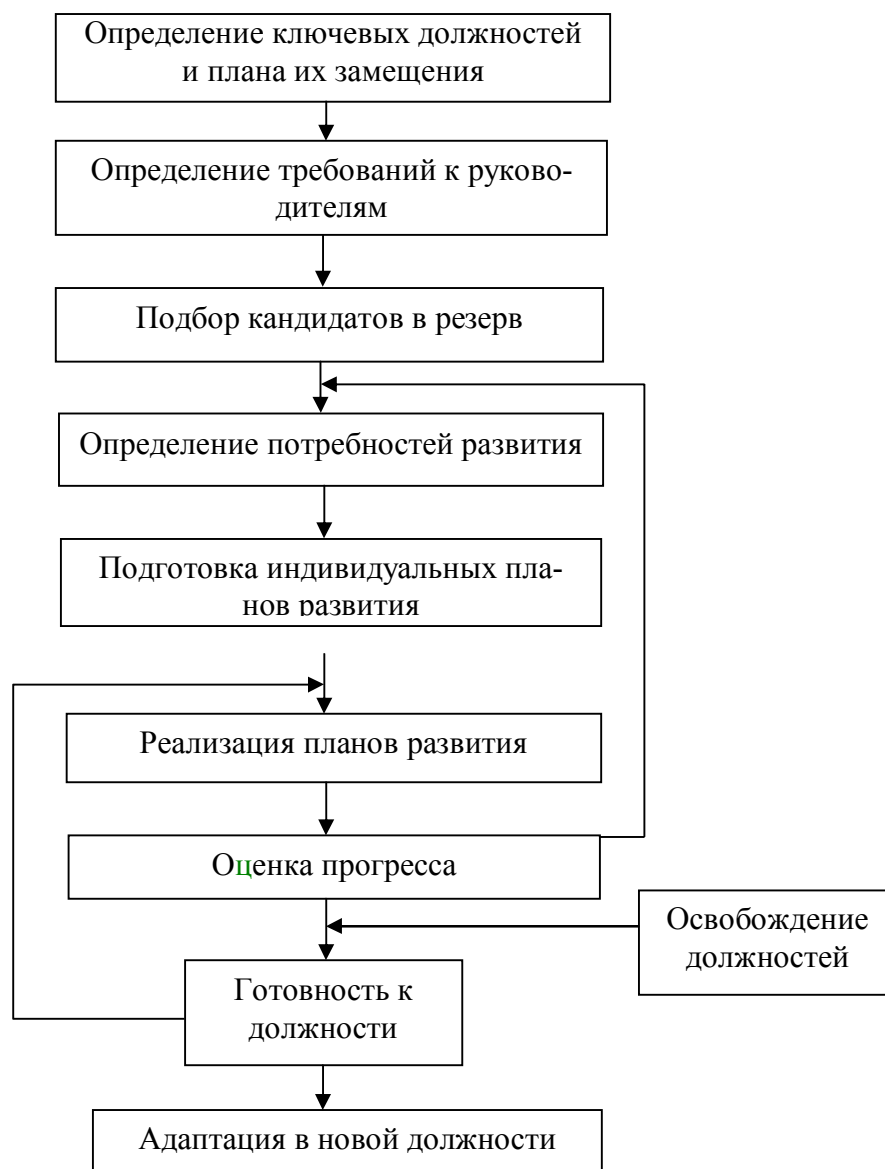 Определение ключевых должностей
и плана их замещения
Определение требований к руково-
дителям
Подбор кандидатов в резерв
Определение потребностей развития
Подготовка индивидуальных пла-
нов развития
Реализация планов развития
Оценка прогресса
Освобождение
должностей
Готовность к
должности
Адаптация в новой должности